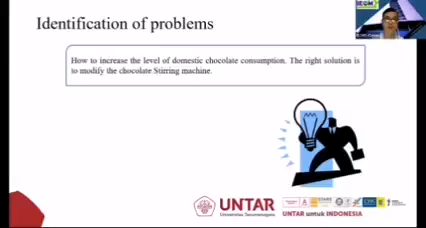 IEOM
Identification of problems
How to increase the level of domestic chocolate consumption. The right solution is
to modify the chocolate Stirring machine.
UNTAR
Universitas Tarumanagara
UNTAR untuk INDONESIA